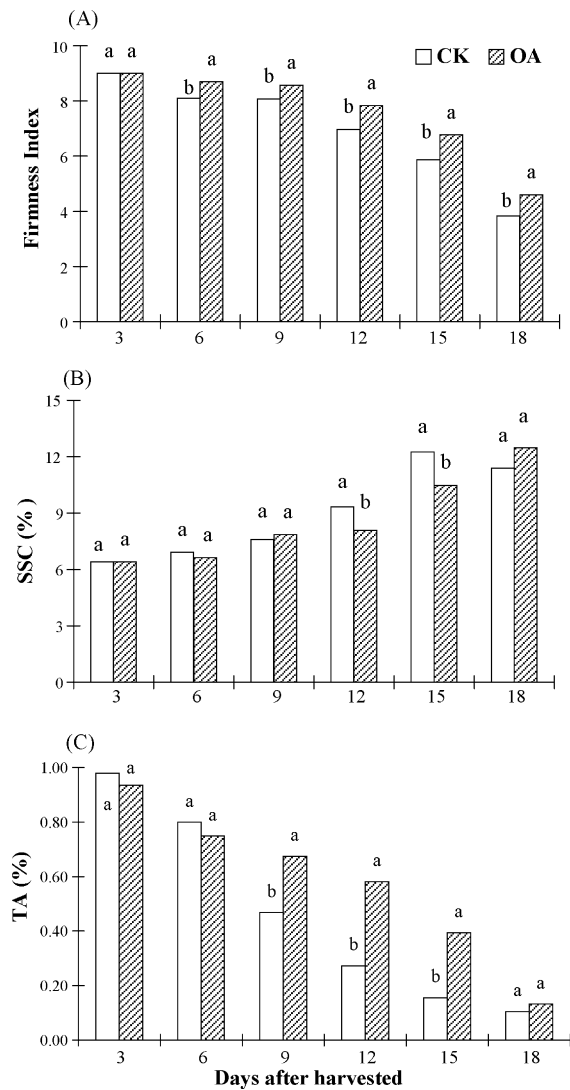 (A)
10
8
6
4
2
0
Firmness Index
CK OA
a a
b a
b a
b a
b a
b a
3 6 9 12 15 18
(B)
15
12
9
6
3
0
SSC (% )
a a
a a
a a
a b
a b
a a
3 6 9 12 15 18
(C)
1.00
0.80
0.60
0.40
0.20
0.00
TA (%)
a a
a a
b a
b a
b a
a a
3 6 9 12 15 18
Days after harvested